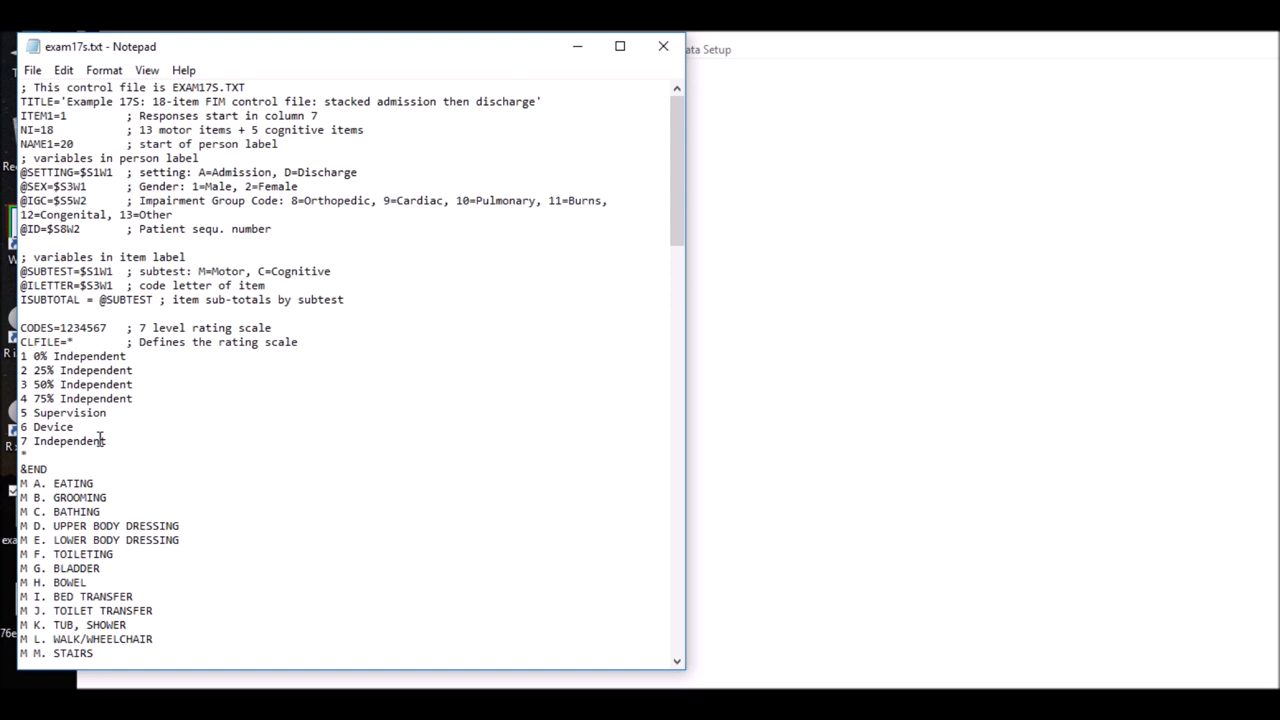 exam17s.txt - Notepad
ata Setup
File Edit Format View Help
; This control file is EXAM17S.TXT
TITLE='Example 17S: 18-item FIM control file: stacked admission then discharge'
ITEM1=1 ; Responses start in column 7
NI=18 ; 13 motor items + 5 cognitive items
NAME1=20 ; start of person label
; variables in person label
@SETTING=$S1W1 ; setting: A=Admission, D=Discharge
@SEX=$S3W1 ; Gender: 1=Male, 2=Female
@IGC=$S5W2 ; Impairment Group Code: 8=Orthopedic, 9=Cardiac, 10=Pulmonary, 11=Burns,
12=Congenital, 13=Other
@ID=$S8W2 ; Patient sequ. number
; variables in item label
@SUBTEST=$S1W1 ; subtest: M=Motor, C=Cognitive
@ILETTER=$S3W1 ; code letter of item
ISUBTOTAL = @SUBTEST ; item sub-totals by subtest
CODES=1234567 ; 7 level rating scale
CLFILE=* ; Defines the rating scale
1 0% Independent
2 25% Independent
3 50% Independent
4 75% Independent
5 Supervision
6 Device
7 Independent
*
&END
M A. EATING
M B. GROOMING
M C. BATHING
M D. UPPER BODY DRESSING
M E. LOWER BODY DRESSING
M F. TOILETING
M G. BLADDER
M H. BOWEL
M I. BED TRANSFER
M J. TOILET TRANSFER
M K. TUB, SHOWER
M L. WALK/WHEELCHAIR
M M. STAIRS